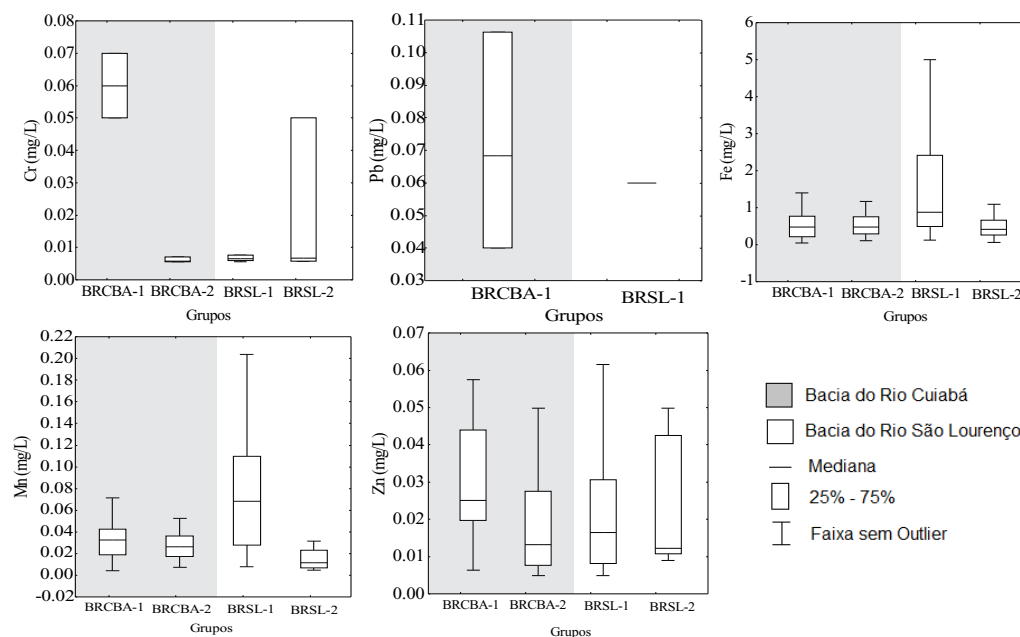 0.08
0.07
0.06
0.05
0.04
0.03
0.02
0.01
0.00
Cr (mg/L)
BRCBA-1 BRCBA-2 BRSL-1 BRSL-2
Grupos
0.11
0.10
0.09
0.08
0.07
0.06
0.05
0.04
0.03
Pb (mg/L)
BRCBA-1 BRSL-1
Grupos
6
5
4
3
2
1
0
-1
Fe (mg/L)
BRCBA-1 BRCBA-2 BRSL-1 BRSL-2
Grupos
0.22
0.20
0.18
0.16
0.14
0.12
0.10
0.08
0.06
0.04
0.02
0.00
-0.02
Mn (mg/L)
BRCBA-1 BRCBA-2 BRSL-1 BRSL-2
Grupos
0.07
0.06
0.05
0.04
0.03
0.02
0.01
0.00
Zn (mg/L)
BRCBA-1 BRCBA-2 BRSL-1 BRSL-2
Grupos
Bacia do Rio Cuiabá
Bacia do Rio São Lourenço
Mediana
25% - 75%
Faixa sem Outlier